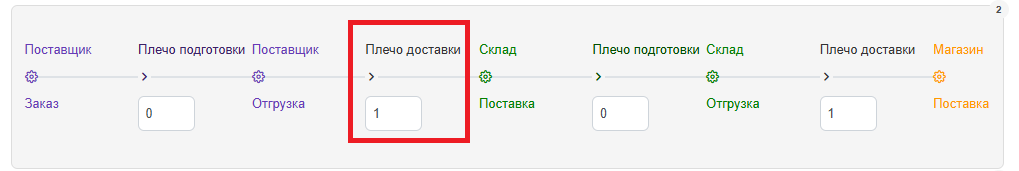 2
Поставщик Плечо подготовки Поставщик Плечо доставки Склад Плечо подготовки Склад Плечо доставки Магазин
Заказ 0 Отгрузка 1 Поставка 0 Отгрузка 1 Поставка